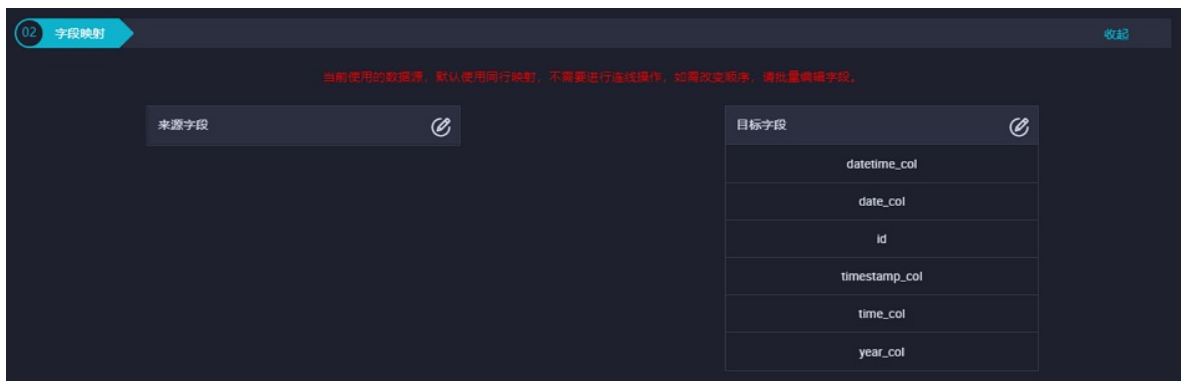 02 字段映射 收起
当前使用的数据源，默认使用同行映射，不需要进行连线操作，如需改变顺序，请批量编辑字段。
来源字段 目标字段
datetime_col
date_col
id
timestamp_col
time_col
year_col